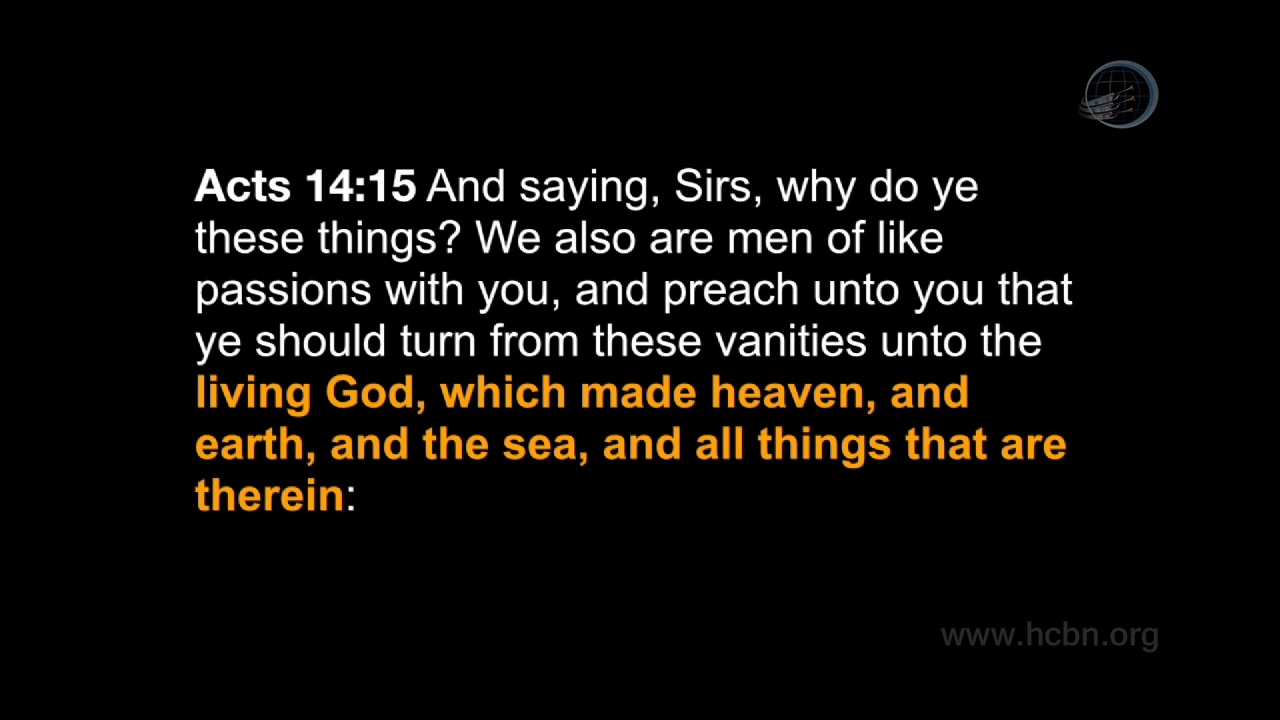 Acts 14:15 And saying, Sirs, why do ye
these things? We also are men of like
passions with you, and preach unto you that
ye should turn from these vanities unto the
living God, which made heaven, and
earth, and the sea, and all things that are
therein:
www.hcbn.org